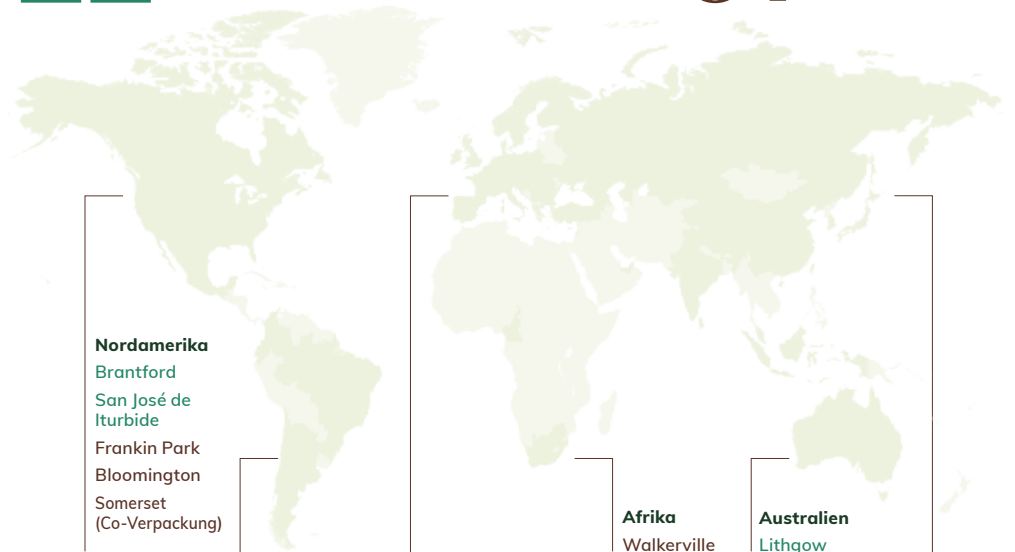 Nordamerika
Brantford
San José de
Iturbide
Frankin Park
Bloomington
Somerset
(Co-Verpackung)
Afrika
Walkerville
Australien
Lithgow